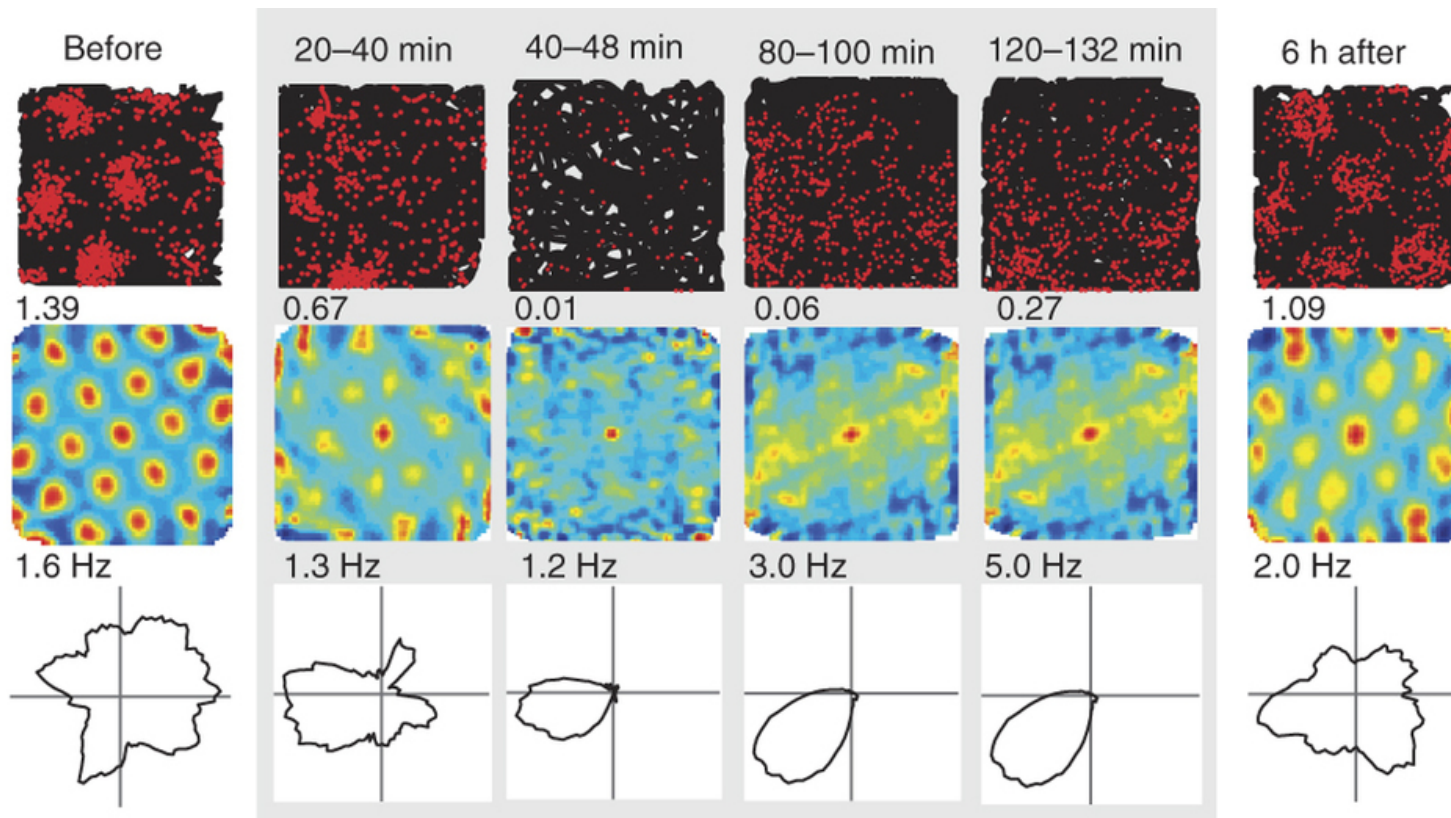 Before 20–40 min 40–48 min 80–100 min 120–132 min 6 h after
1.39 0.67 0.01 0.06 0.27 1.09
1.6 Hz 1.3 Hz 1.2 Hz 3.0 Hz 5.0 Hz 2.0 Hz